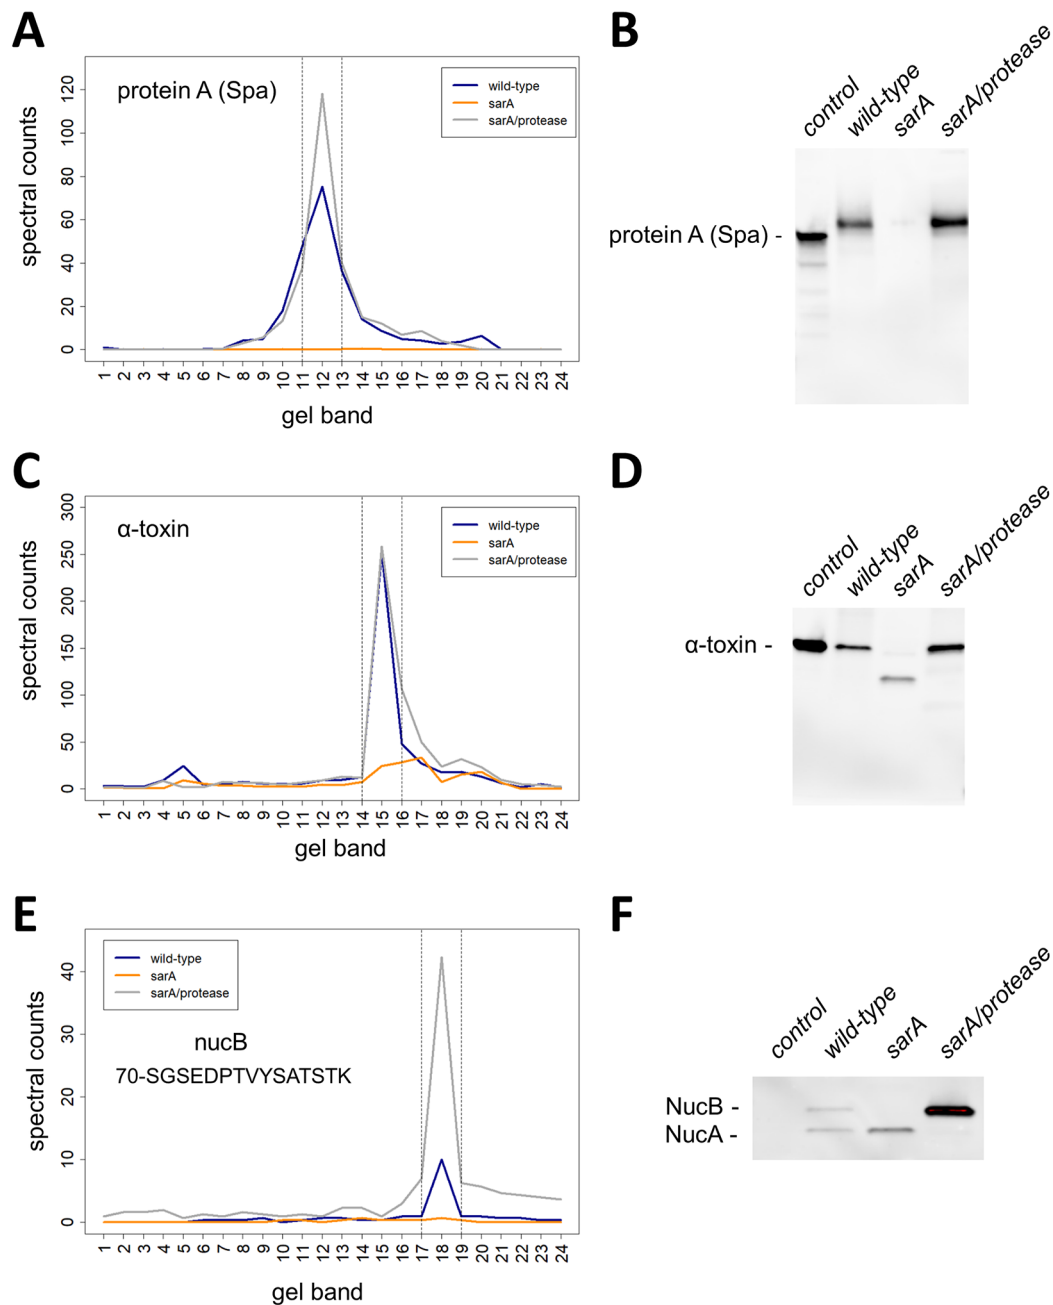 A
protein A (Spa)
wild-type
sarA
sarA/protease
spectral counts
0
20
40
60
80
100
120
1 2 3 4 5 6 7 8 9 10 11 12 13 14 15 16 17 18 19 20 21 22 23 24
gel band
B
control
wild-type
sarA
sarA/protease
protein A (Spa) -
C
α-toxin
wild-type
sarA
sarA/protease
spectral counts
0
50
100
150
200
250
300
1 2 3 4 5 6 7 8 9 10 11 12 13 14 15 16 17 18 19 20 21 22 23 24
gel band
D
control
wild-type
sarA
sarA/protease
α-toxin -
E
wild-type
sarA
sarA/protease
nucB
70-SGSEDPTVYSATSTK
spectral counts
0
10
20
30
40
1 2 3 4 5 6 7 8 9 10 11 12 13 14 15 16 17 18 19 20 21 22 23 24
gel band
F
control
wild-type
sarA
sarA/protease
NucB -
NucA -